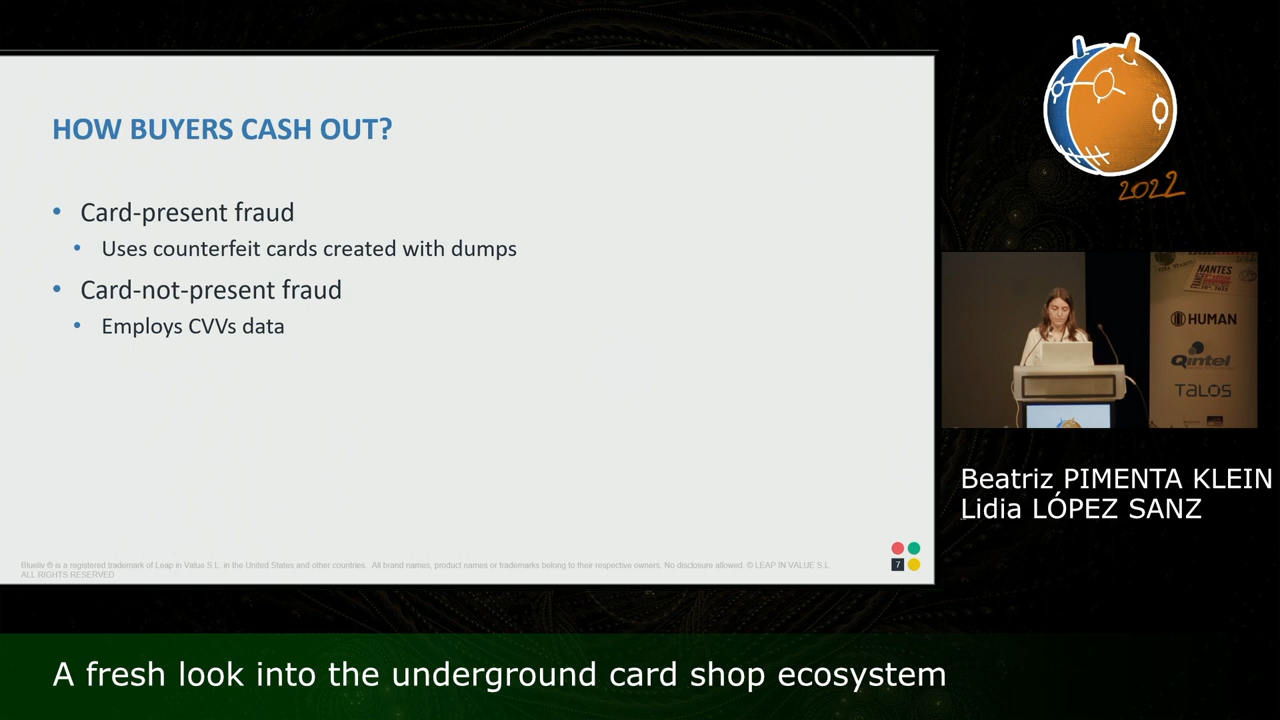 HOW BUYERS CASH OUT?
• Card-present fraud
• Uses counterfeit cards created with dumps
• Card-not-present fraud
• Employs CVVs data
Blueliv ® is a registered trademark of Leap in Value S.L. in the United States and other countries. All brand names, product names or trademarks belong to their respective owners. No disclosure allowed. © LEAP IN VALUE S.L.
ALL RIGHTS RESERVED
7
2022
NANTES
HUMAN
Qintel
TALOS
Beatriz PIMENTA KLEIN
Lidia LÓPEZ SANZ
A fresh look into the underground card shop ecosystem